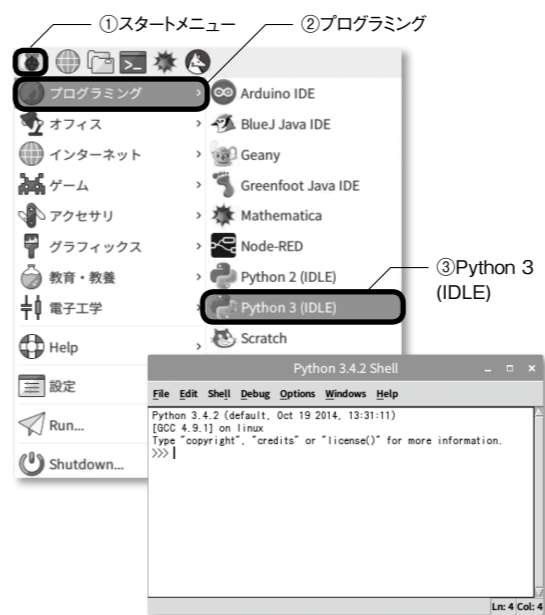 ①スタートメニュー
②プログラミング
プログラミング
オフィス
インターネット
ゲーム
アクセサリ
グラフィックス
教育・教養
電子工学
Help
設定
Run...
Shutdown...
Arduino IDE
BlueJ Java IDE
Geany
Greenfoot Java IDE
Mathematica
Node-RED
Python 2 (IDLE)
Python 3 (IDLE)
Scratch
③Python 3
(IDLE)
Python 3.4.2 Shell
File Edit Shell Debug Options Windows Help
Python 3.4.2 (default, Oct 19 2014, 13:31:11)
[GCC 4.9.1] on linux
Type "copyright", "credits" or "license()" for more information.
>>>
Ln: 4 Col: 4